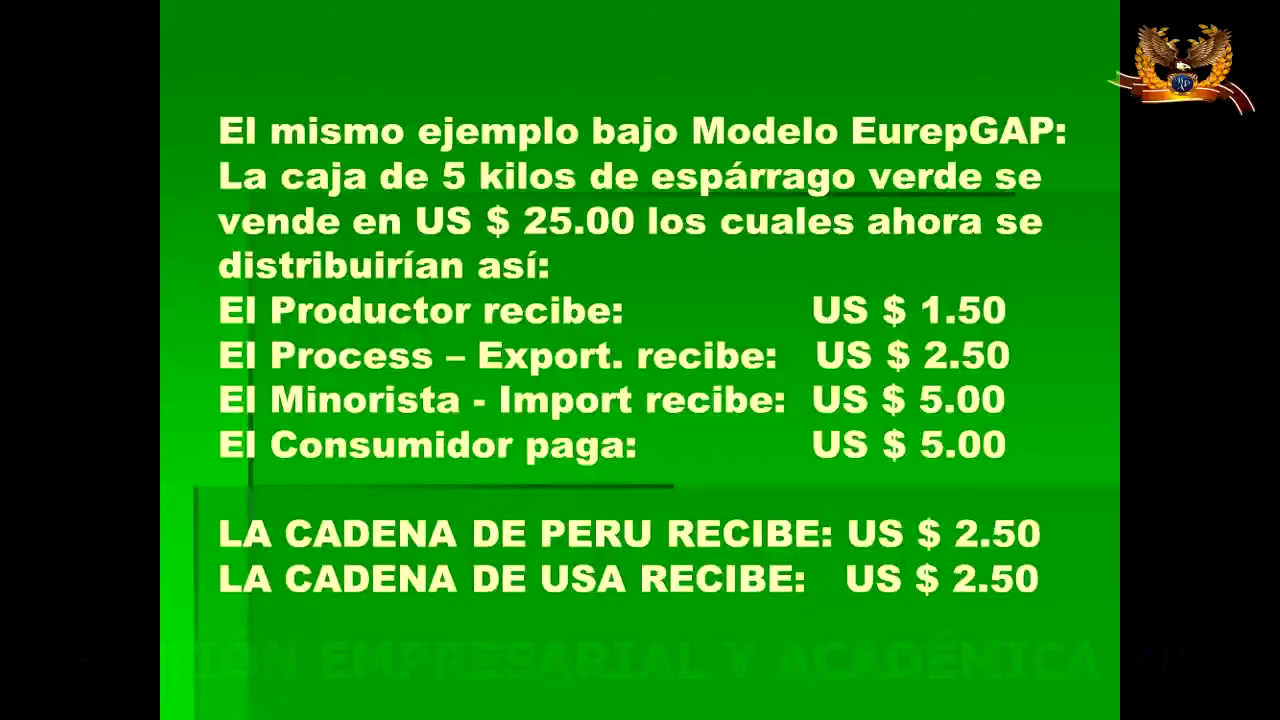 El mismo ejemplo bajo Modelo EurepGAP:
La caja de 5 kilos de espárrago verde se
vende en US $ 25.00 los cuales ahora se
distribuirían así:
El Productor recibe: US $ 1.50
El Process – Export. recibe: US $ 2.50
El Minorista - Import recibe: US $ 5.00
El Consumidor paga: US $ 5.00
LA CADENA DE PERU RECIBE: US $ 2.50
LA CADENA DE USA RECIBE: US $ 2.50
EMPRESARIAL Y ACADÉMICA